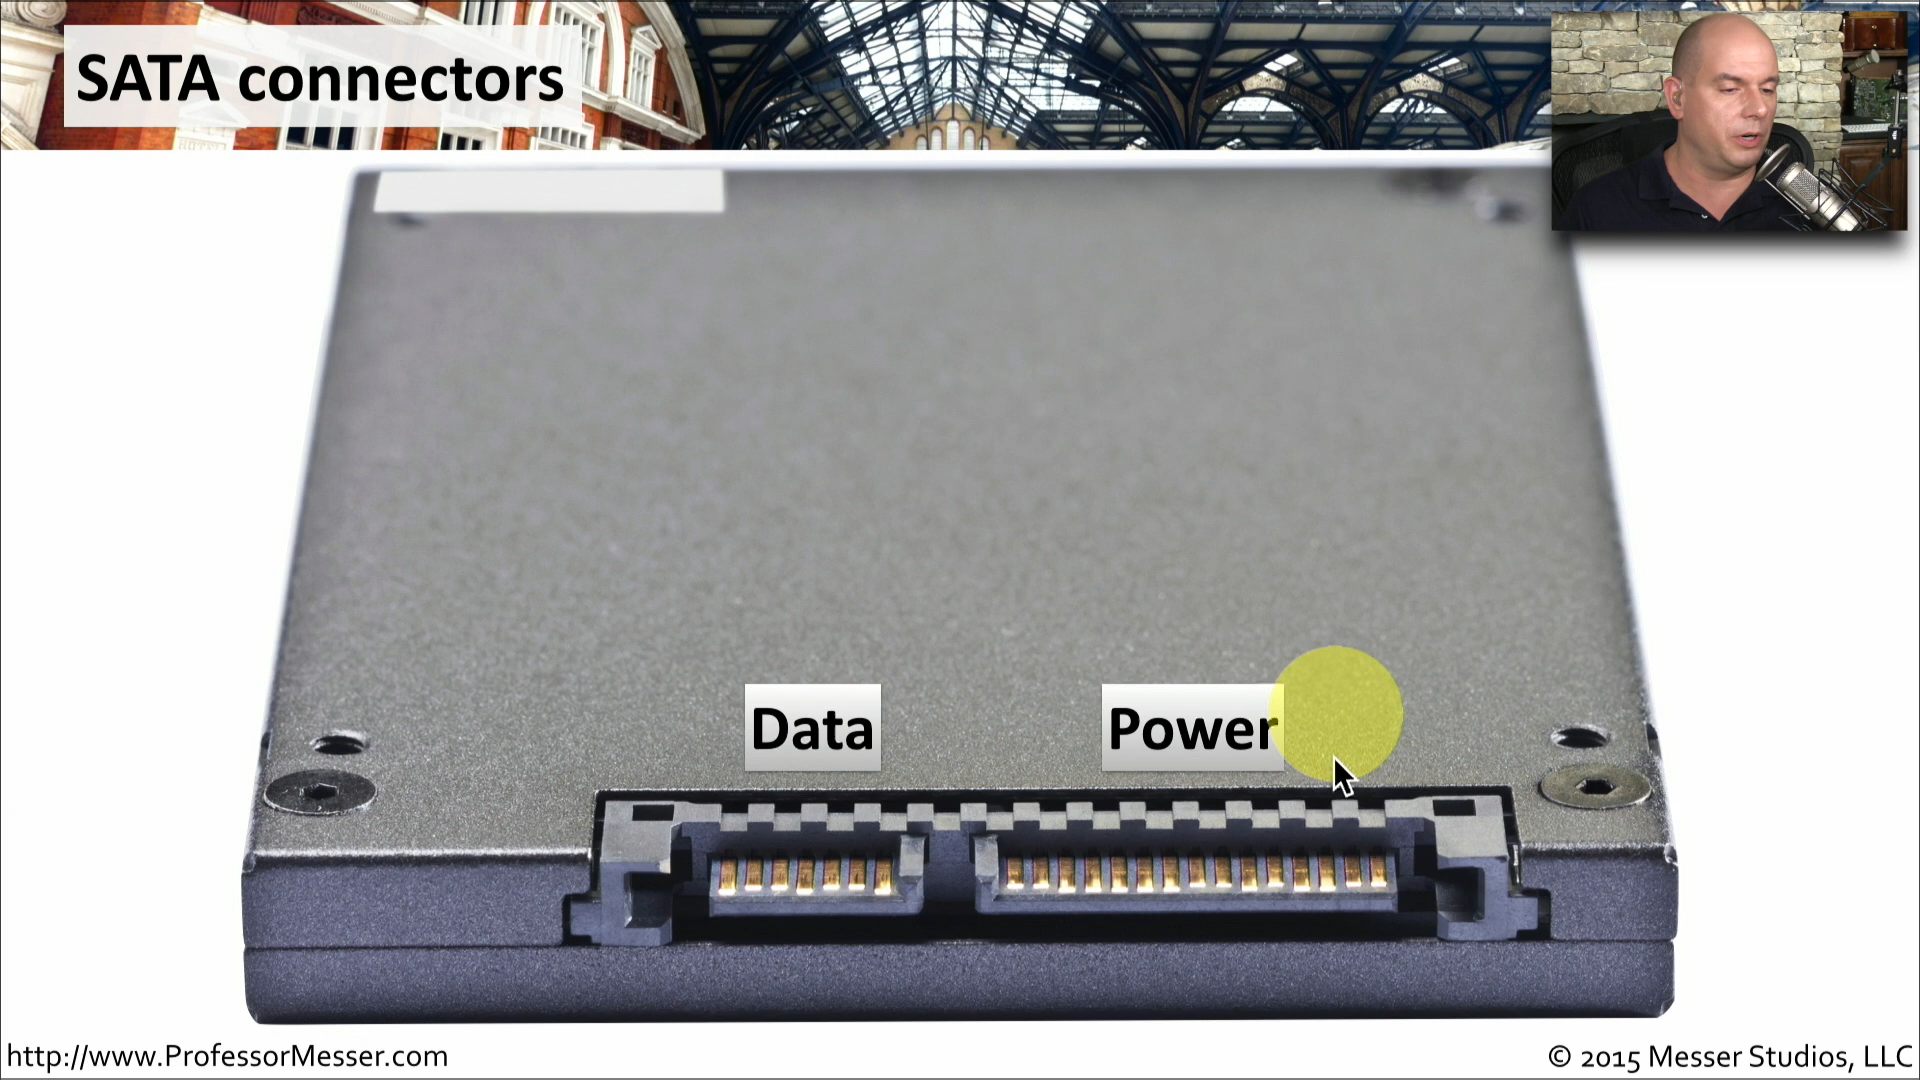 SATA connectors
Data
Power
http://www.ProfessorMesser.com
© 2015 Messer Studios, LLC